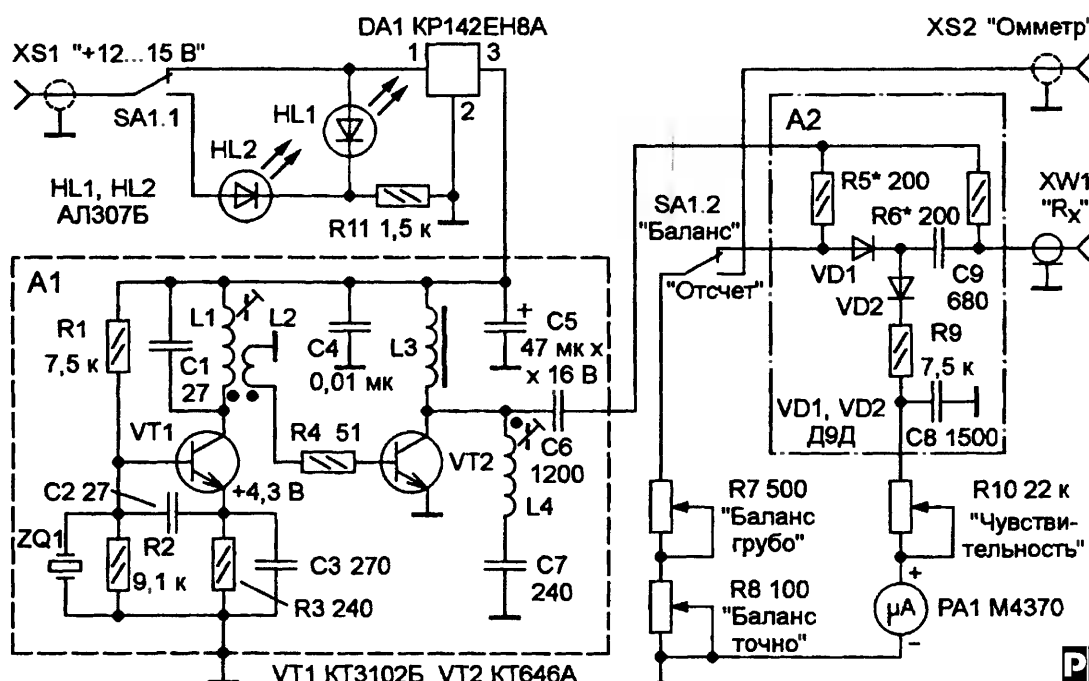 DA1 КР142ЕН8А
XS1 "+12...15 В"
XS2 "Омметр"
1
3
2
SA1.1
HL1
HL2
HL1, HL2
АЛ307Б
R11 1,5 к
A2
R5* 200
R6* 200
XW1
"Rx"
SA1.2
"Баланс"
"Отсчет"
VD1
VD2
C9
680
R9
7,5 к
VD1, VD2
Д9Д
C8 1500
A1
R1
7,5 к
C1
27
L1
L2
C4
0,01 мк
L3
+
C5
47 мк х
х 16 В
VT1
R4 51
VT2
C6
1200
L4
C2 27
+4,3 В
ZQ1
R2
9,1 к
C3 270
R3 240
C7
240
R7 500
"Баланс
грубо"
R8 100
"Баланс
точно"
R10 22 к
"Чувстви-
тельность"
+
μA
PA1 М4370
−
VT1 КТ3102Б VT2 КТ646А
Р